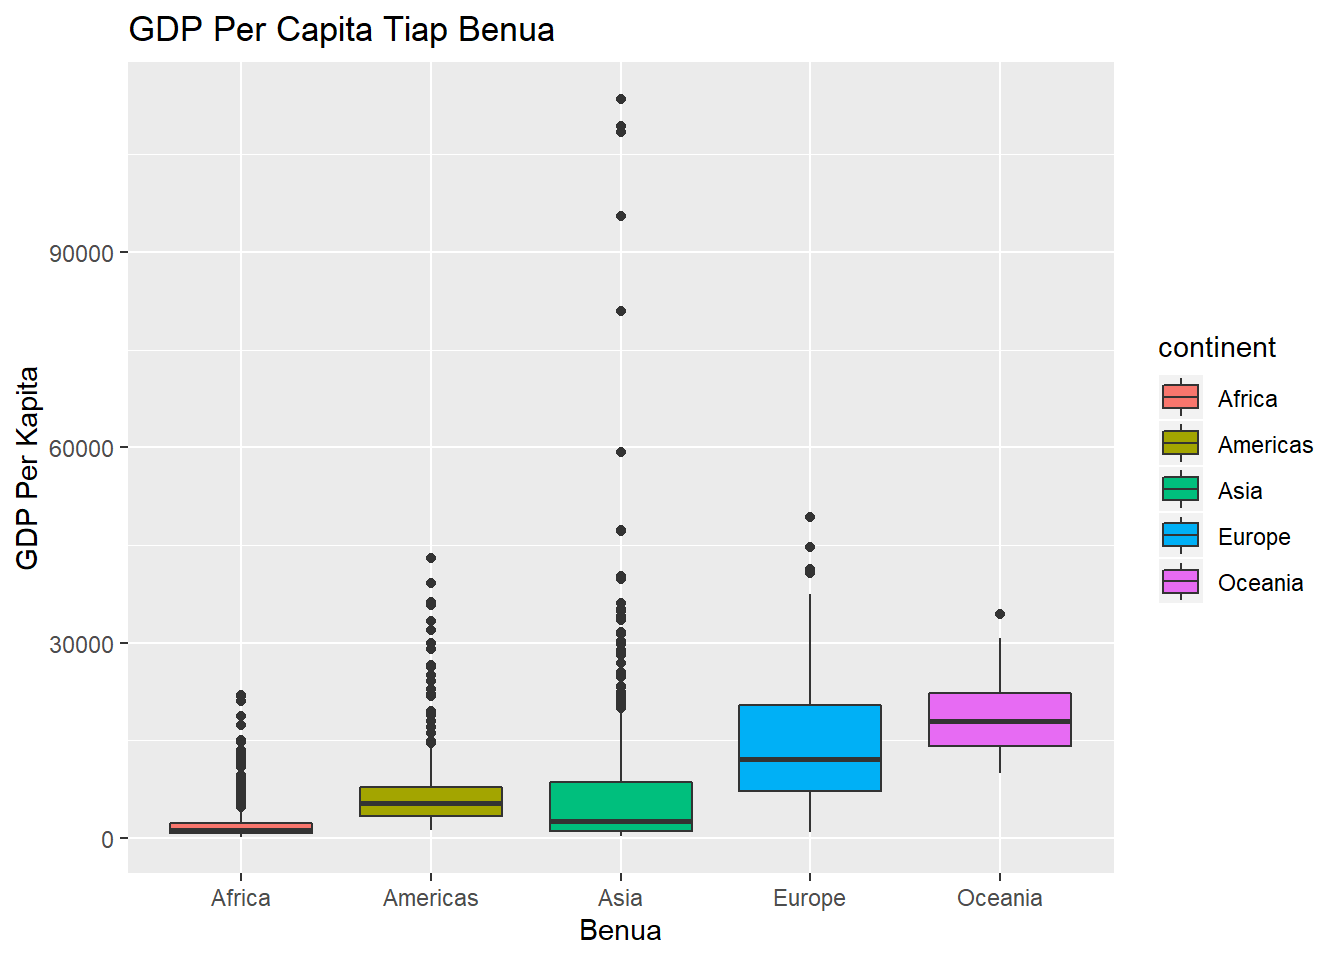 GDP Per Capita Tiap Benua
GDP Per Kapita
90000
60000
30000
0
Africa
Americas
Asia
Europe
Oceania
Benua
continent
Africa
Americas
Asia
Europe
Oceania